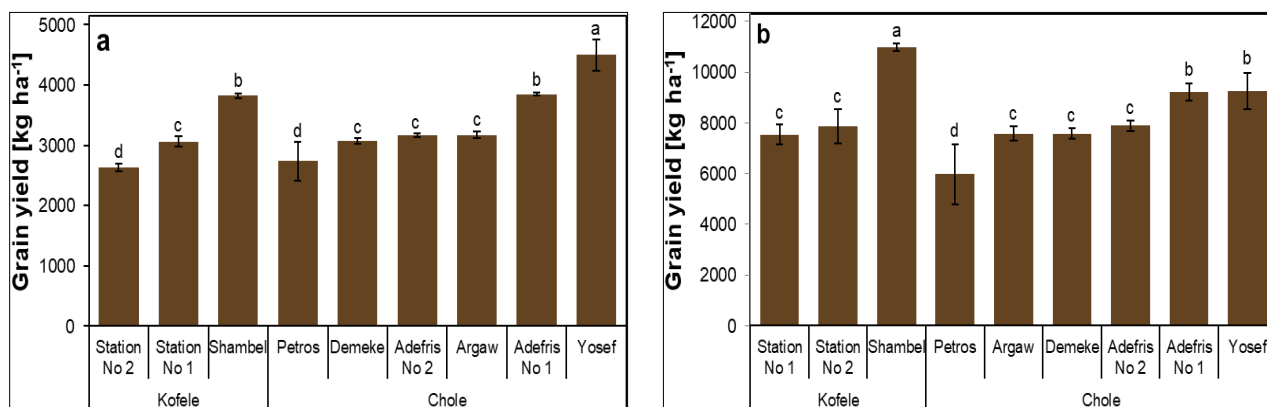 a
Grain yield [kg ha⁻¹]
5000
4000
3000
2000
1000
0
d
c
b
d
c
c
c
b
a
Station No 2
Station No 1
Shambel
Petros
Demeke
Adefris No 2
Argaw
Adefris No 1
Yosef
Kofele
Chole
b
Grain yield [kg ha⁻¹]
12000
10000
8000
6000
4000
2000
0
c
c
a
d
c
c
c
b
b
Station No 1
Station No 2
Shambel
Petros
Argaw
Demeke
Adefris No 2
Adefris No 1
Yosef
Kofele
Chole